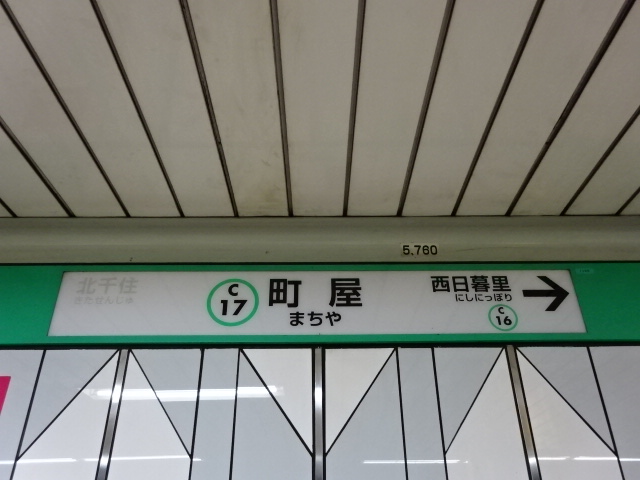 5.760
北千住
きたせんじゅ
C
17
町屋
まちや
西日暮里
にしにっぽり
C
16